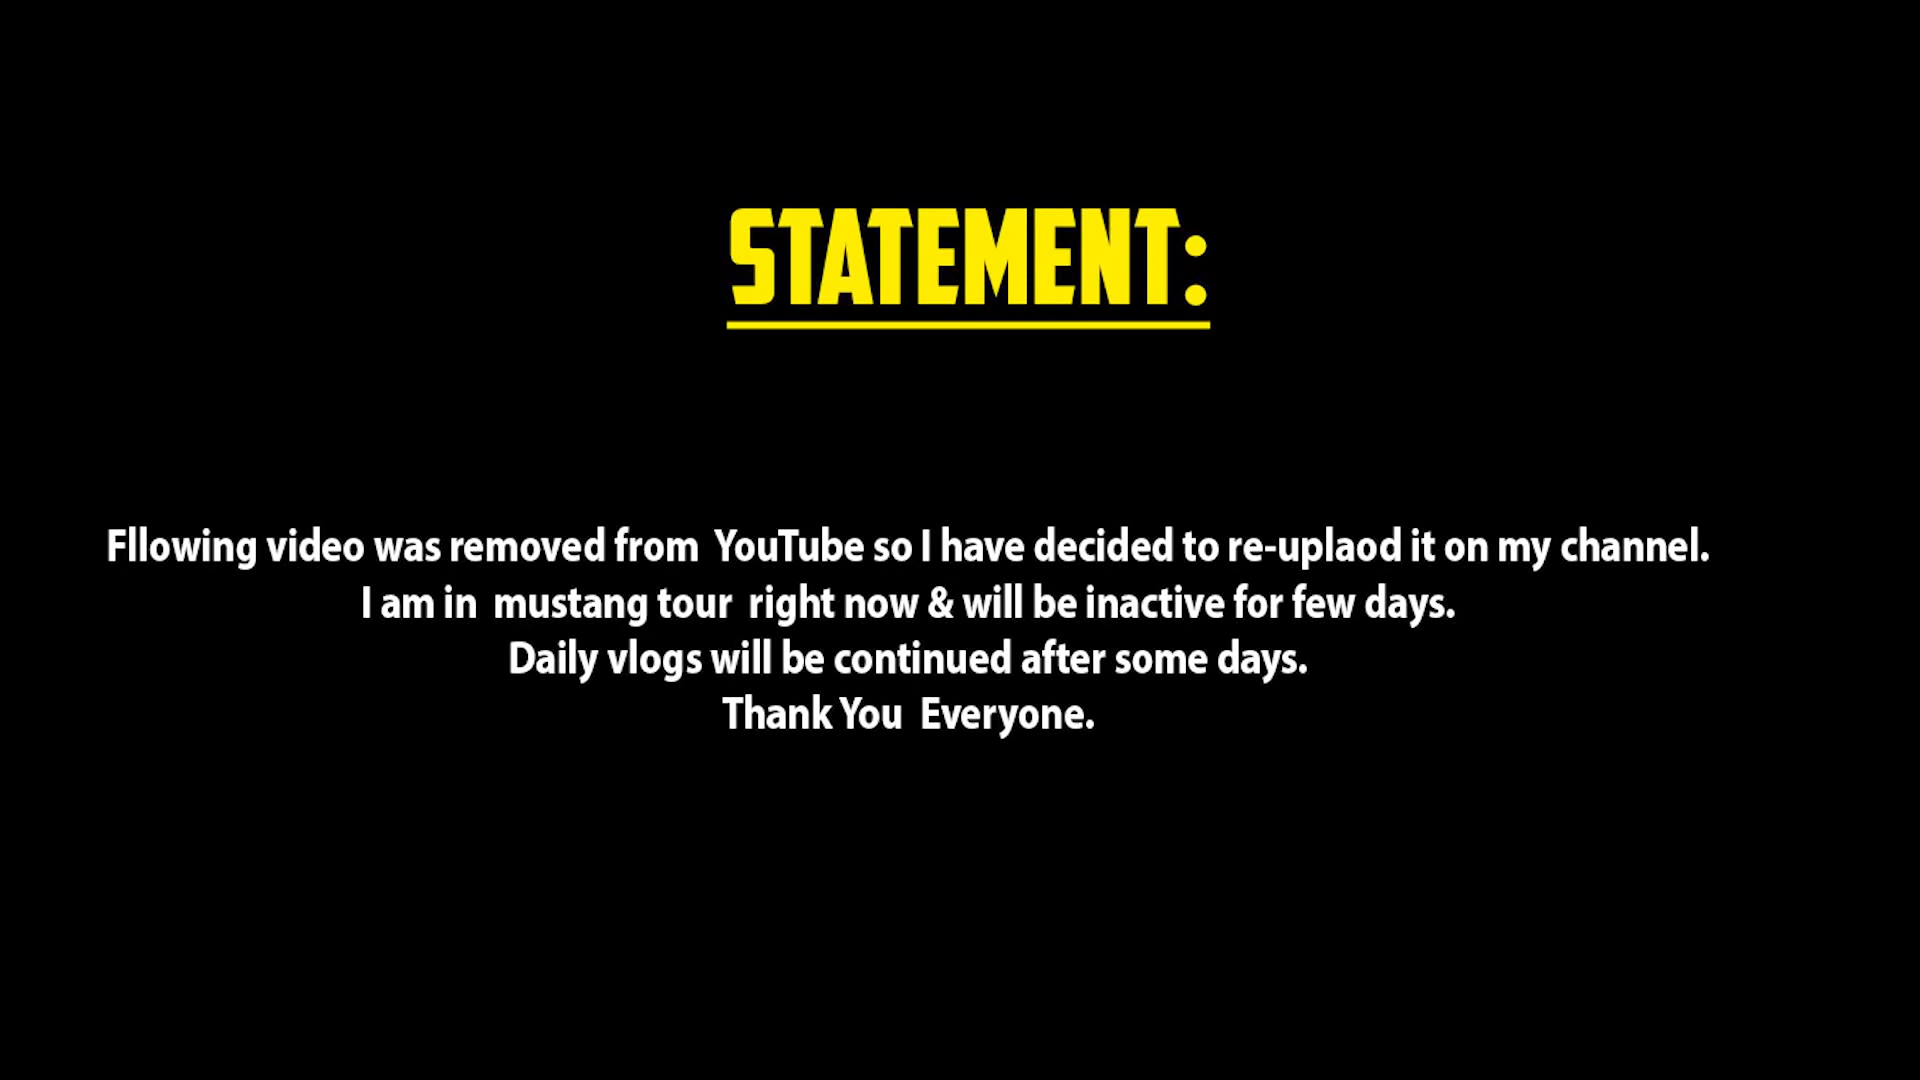 STATEMENT:
Fllowing video was removed from YouTube so I have decided to re-uplaod it on my channel.
I am in mustang tour right now & will be inactive for few days.
Daily vlogs will be continued after some days.
Thank You Everyone.